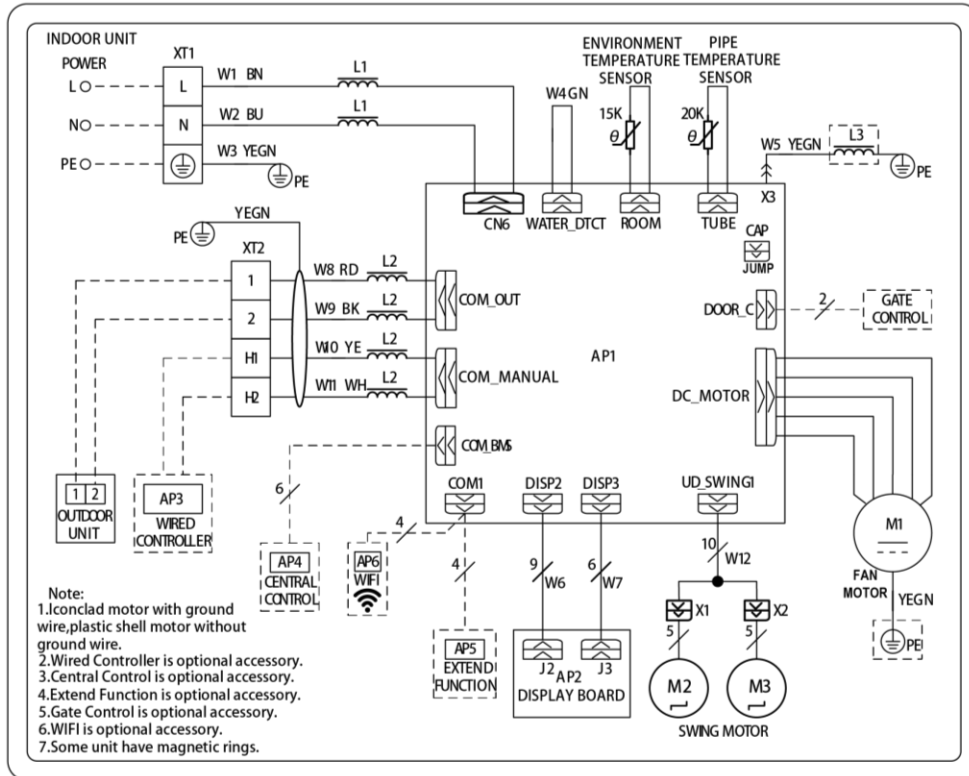 INDOOR UNIT
POWER
XT1
L
L
W1 BN
L1
N
N
W2 BU
L1
PE
W3 YEGN
PE
ENVIRONMENT
TEMPERATURE
SENSOR
PIPE
TEMPERATURE
SENSOR
W4 GN
15K
θ
20K
θ
W5 YEGN
L3
PE
X3
CN6
WATER_DTCT
ROOM
TUBE
CAP
JUMP
YEGN
PE
XT2
1
W8 RD
L2
2
W9 BK
L2
H1
W10 YE
L2
H2
W11 WH
L2
COM_OUT
COM_MANUAL
COM_BMS
AP1
DOOR_C
2
GATE
CONTROL
DC_MOTOR
COM1
DISP2
DISP3
UD_SWING1
1 2
OUTDOOR
UNIT
AP3
WIRED
CONTROLLER
6
AP4
CENTRAL
CONTROL
4
AP6
WIFI
4
AP5
EXTEND
FUNCTION
9
W6
6
W7
J2
J3
AP2
DISPLAY BOARD
10
W12
X1
X2
5
5
M2
M3
SWING MOTOR
M1
FAN
MOTOR
YEGN
PE
Note:
1.Iconclad motor with ground
wire,plastic shell motor without
ground wire.
2.Wired Controller is optional accessory.
3.Central Control is optional accessory.
4.Extend Function is optional accessory.
5.Gate Control is optional accessory.
6.WIFI is optional accessory.
7.Some unit have magnetic rings.